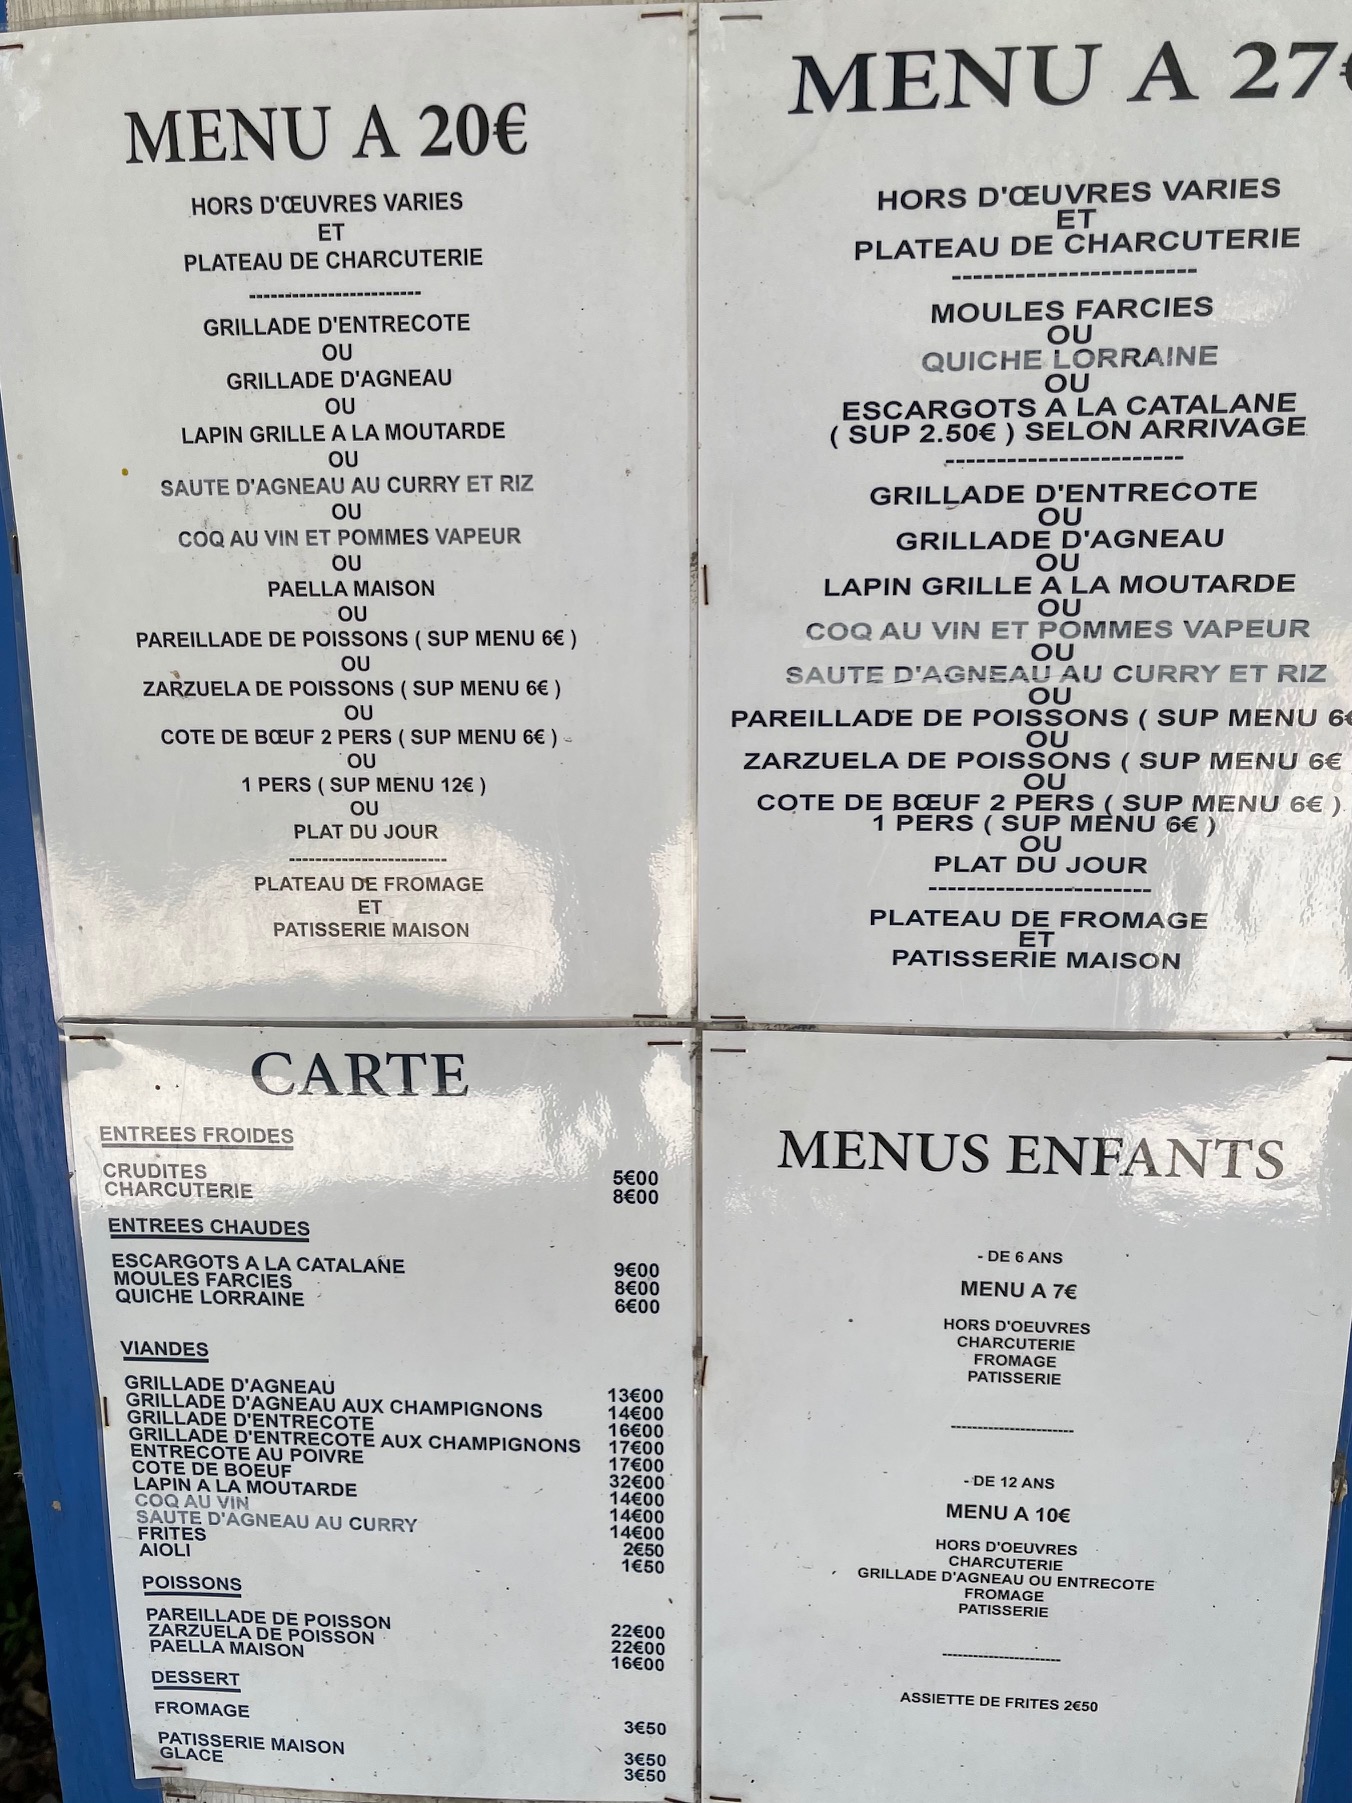 MENU A 20€
HORS D'ŒUVRES VARIES
ET
PLATEAU DE CHARCUTERIE
------------------------
GRILLADE D'ENTRECOTE
OU
GRILLADE D'AGNEAU
OU
LAPIN GRILLE A LA MOUTARDE
OU
SAUTE D'AGNEAU AU CURRY ET RIZ
OU
COQ AU VIN ET POMMES VAPEUR
OU
PAELLA MAISON
OU
PAREILLADE DE POISSONS ( SUP MENU 6€ )
OU
ZARZUELA DE POISSONS ( SUP MENU 6€ )
OU
COTE DE BŒUF 2 PERS ( SUP MENU 6€ )
OU
1 PERS ( SUP MENU 12€ )
OU
PLAT DU JOUR
------------------------
PLATEAU DE FROMAGE
ET
PATISSERIE MAISON
MENU A 27€
HORS D'ŒUVRES VARIES
ET
PLATEAU DE CHARCUTERIE
------------------------
MOULES FARCIES
OU
QUICHE LORRAINE
OU
ESCARGOTS A LA CATALANE
( SUP 2.50€ ) SELON ARRIVAGE
------------------------
GRILLADE D'ENTRECOTE
OU
GRILLADE D'AGNEAU
OU
LAPIN GRILLE A LA MOUTARDE
OU
COQ AU VIN ET POMMES VAPEUR
OU
SAUTE D'AGNEAU AU CURRY ET RIZ
OU
PAREILLADE DE POISSONS ( SUP MENU 6€
OU
ZARZUELA DE POISSONS ( SUP MENU 6€
OU
COTE DE BŒUF 2 PERS ( SUP MENU 6€ )
1 PERS ( SUP MENU 6€ )
OU
PLAT DU JOUR
------------------------
PLATEAU DE FROMAGE
ET
PATISSERIE MAISON
CARTE
ENTREES FROIDES
CRUDITES 5€00
CHARCUTERIE 8€00
ENTREES CHAUDES
ESCARGOTS A LA CATALANE 9€00
MOULES FARCIES 8€00
QUICHE LORRAINE 6€00
VIANDES
GRILLADE D'AGNEAU 13€00
GRILLADE D'AGNEAU AUX CHAMPIGNONS 14€00
GRILLADE D'ENTRECOTE 16€00
GRILLADE D'ENTRECOTE AUX CHAMPIGNONS 17€00
ENTRECOTE AU POIVRE 17€00
COTE DE BOEUF 32€00
LAPIN A LA MOUTARDE 14€00
COQ AU VIN 14€00
SAUTE D'AGNEAU AU CURRY 14€00
FRITES 2€50
AIOLI 1€50
POISSONS
PAREILLADE DE POISSON 22€00
ZARZUELA DE POISSON 22€00
PAELLA MAISON 16€00
DESSERT
FROMAGE 3€50
PATISSERIE MAISON 3€50
GLACE 3€50
MENUS ENFANTS
- DE 6 ANS
MENU A 7€
HORS D'OEUVRES
CHARCUTERIE
FROMAGE
PATISSERIE
------------------------
- DE 12 ANS
MENU A 10€
HORS D'OEUVRES
CHARCUTERIE
GRILLADE D'AGNEAU OU ENTRECOTE
FROMAGE
PATISSERIE
------------------------
ASSIETTE DE FRITES 2€50